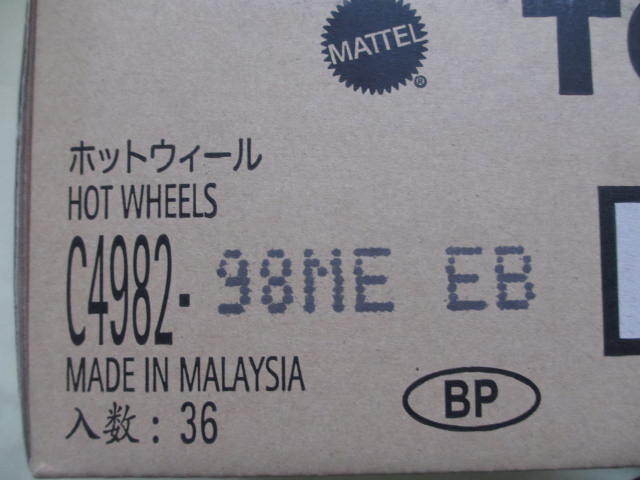 MATTEL®
ホットウィール
HOT WHEELS
C4982- 98ME EB
MADE IN MALAYSIA
入数 : 36
BP